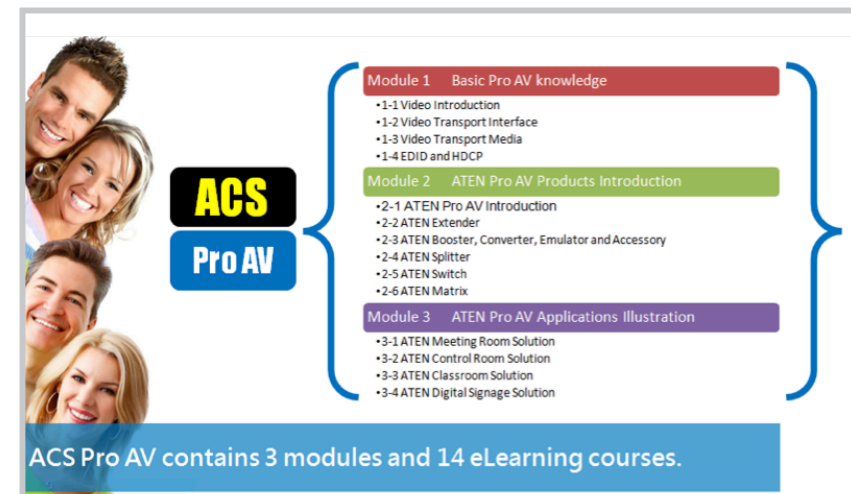 ACS
Pro AV
Module 1 Basic Pro AV knowledge
•1-1 Video Introduction
•1-2 Video Transport Interface
•1-3 Video Transport Media
•1-4 EDID and HDCP
Module 2 ATEN Pro AV Products Introduction
•2-1 ATEN Pro AV Introduction
•2-2 ATEN Extender
•2-3 ATEN Booster, Converter, Emulator and Accessory
•2-4 ATEN Splitter
•2-5 ATEN Switch
•2-6 ATEN Matrix
Module 3 ATEN Pro AV Applications Illustration
•3-1 ATEN Meeting Room Solution
•3-2 ATEN Control Room Solution
•3-3 ATEN Classroom Solution
•3-4 ATEN Digital Signage Solution
ACS Pro AV contains 3 modules and 14 eLearning courses.